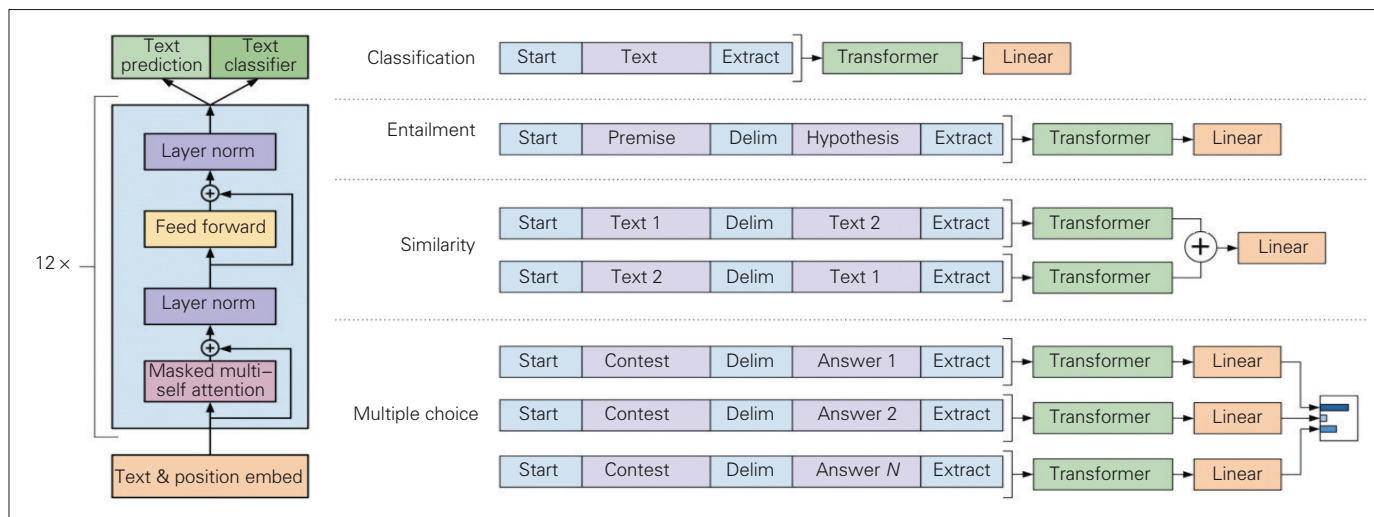 Text
prediction
Text
classifier
Layer norm
Feed forward
12 ×
Layer norm
Masked multi–
self attention
Text & position embed
Classification
Start Text Extract Transformer Linear
Entailment
Start Premise Delim Hypothesis Extract Transformer Linear
Similarity
Start Text 1 Delim Text 2 Extract Transformer
+ Linear
Start Text 2 Delim Text 1 Extract Transformer
Multiple choice
Start Contest Delim Answer 1 Extract Transformer Linear
Start Contest Delim Answer 2 Extract Transformer Linear
Start Contest Delim Answer N Extract Transformer Linear